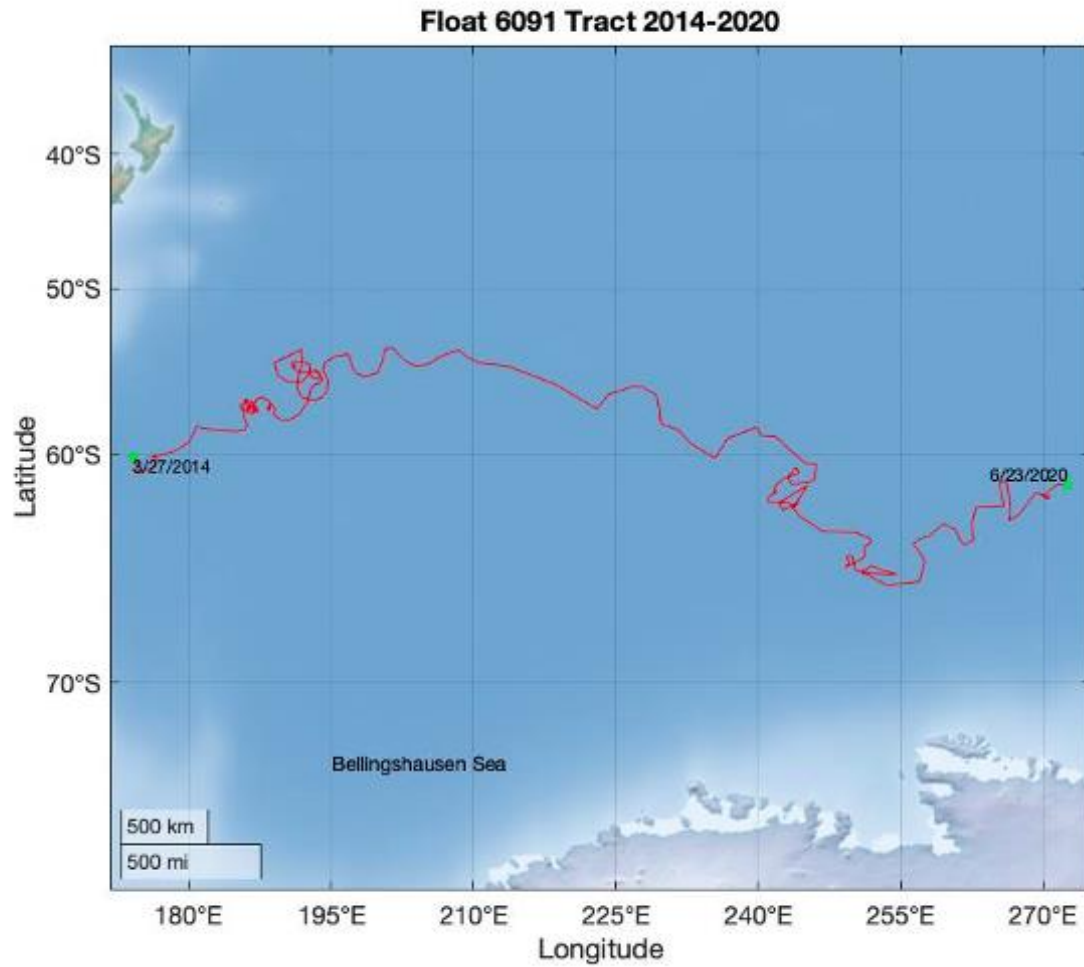 Float 6091 Tract 2014-2020
40°S
50°S
60°S
70°S
Latitude
3/27/2014
6/23/2020
Bellingshausen Sea
500 km
500 mi
180°E 195°E 210°E 225°E 240°E 255°E 270°E
Longitude